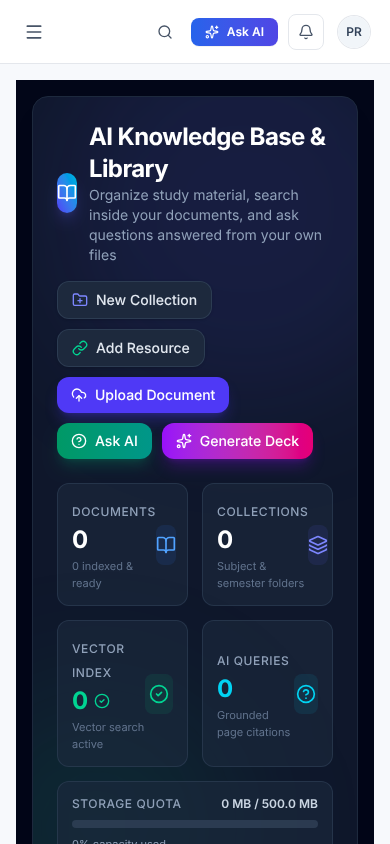 Ask AI
PR
AI Knowledge Base &
Library
Organize study material, search
inside your documents, and ask
questions answered from your own
files
New Collection
Add Resource
Upload Document
Ask AI
Generate Deck
DOCUMENTS
0
0 indexed &
ready
COLLECTIONS
0
Subject &
semester folders
VECTOR
INDEX
0
Vector search
active
AI QUERIES
0
Grounded
page citations
STORAGE QUOTA
0 MB / 500.0 MB
0% capacity used